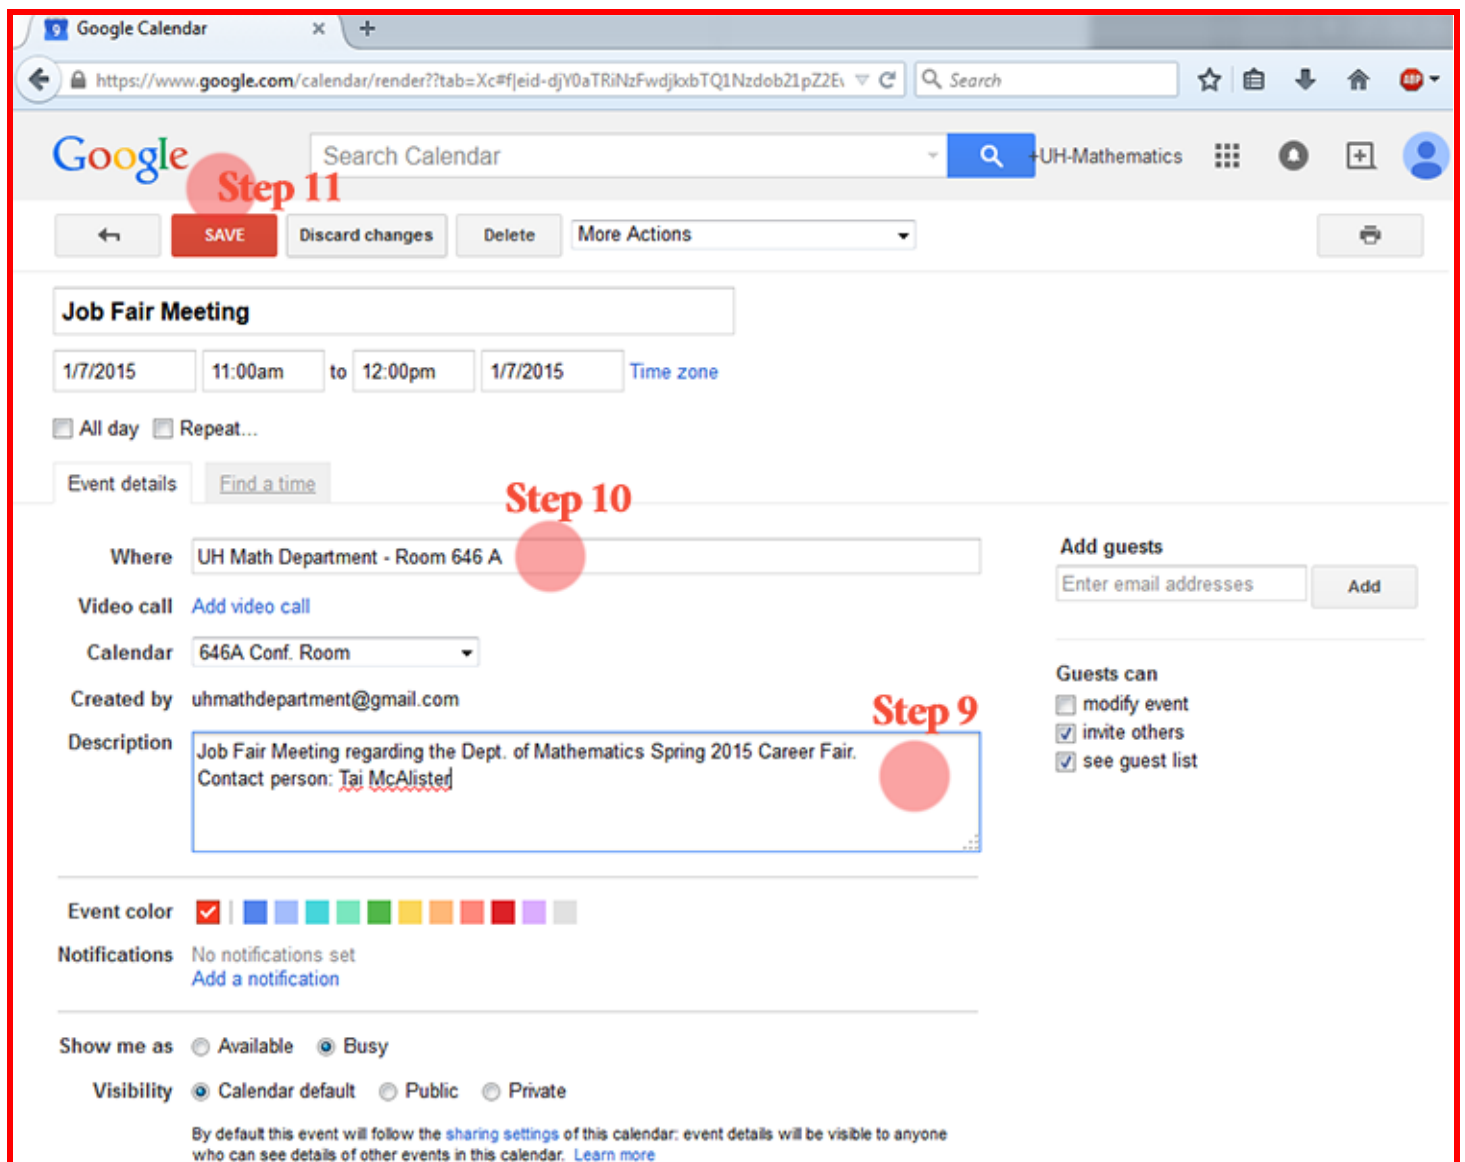 Google Calendar
https://www.google.com/calendar/render??tab=Xc#f|eid-djY0aTRiNzFwdjkxbTQ1Nzdob21pZ2Ev
Search
ABP
Google
Search Calendar
+UH-Mathematics
Step 11
SAVE
Discard changes
Delete
More Actions
Job Fair Meeting
1/7/2015 11:00am to 12:00pm 1/7/2015 Time zone
All day Repeat...
Event details Find a time
Step 10
Where UH Math Department - Room 646 A
Video call Add video call
Calendar 646A Conf. Room
Created by uhmathdepartment@gmail.com
Step 9
Description Job Fair Meeting regarding the Dept. of Mathematics Spring 2015 Career Fair.
Contact person: Tai McAlister
Add guests
Enter email addresses Add
Guests can
modify event
invite others
see guest list
Event color
Notifications No notifications set
Add a notification
Show me as Available Busy
Visibility Calendar default Public Private
By default this event will follow the sharing settings of this calendar: event details will be visible to anyone
who can see details of other events in this calendar. Learn more